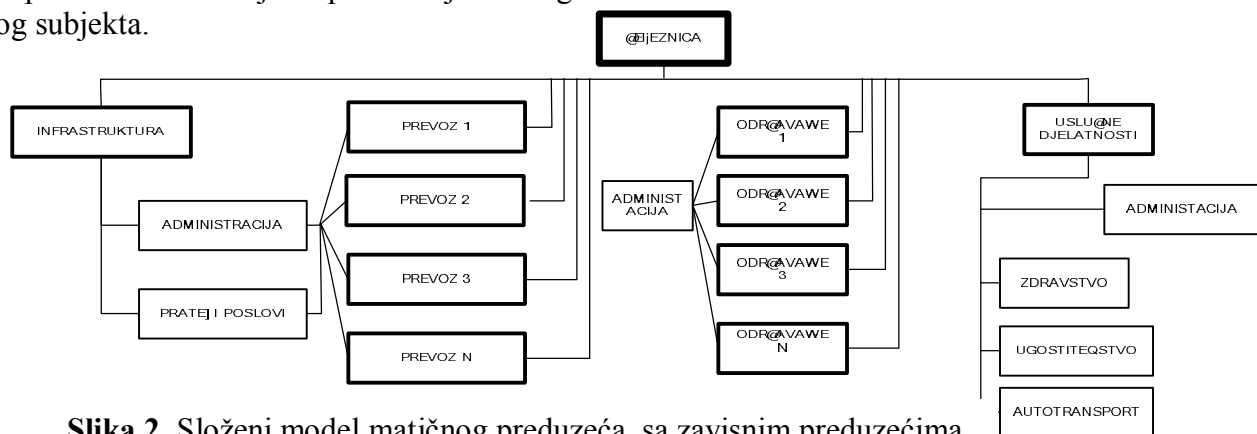 og subjekta.
@ELjEZNICA
INFRASTRUKTURA
PREVOZ 1
PREVOZ 2
PREVOZ 3
PREVOZ N
ADMINISTRACIJA
PRATE]I POSLOVI
ADMINIST
ACIJA
ODR@AVAWE
1
ODR@AVAWE
2
ODR@AVAWE
3
ODR@AVAWE
N
USLU@NE
DJELATNOSTI
ADMINISTACIJA
ZDRAVSTVO
UGOSTITEQSTVO
AUTOTRANSPORT
Slika 2. Složeni model matičnog preduzeća, sa zavisnim preduzećima